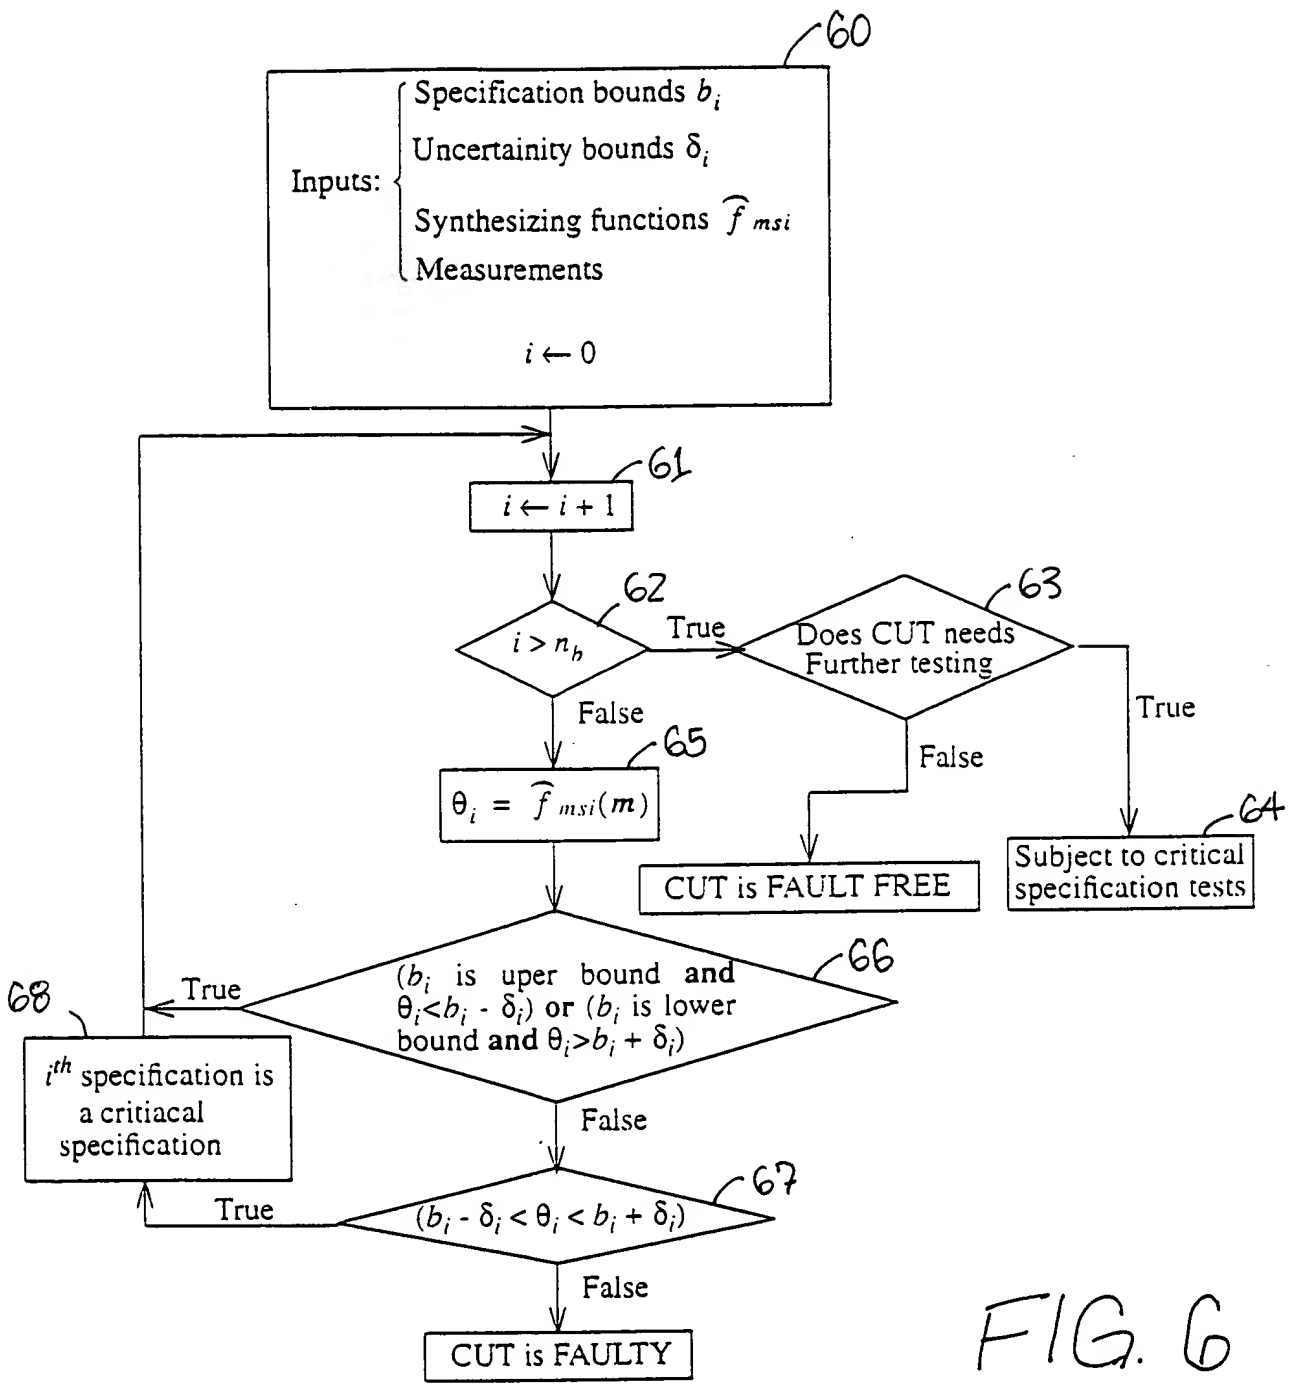 60
Specification bounds b_i
Uncertainity bounds δ_i
Inputs:
Synthesizing functions f̂_msi
Measurements
i ← 0
61
i ← i + 1
62
i > n_b
True
63
Does CUT needs
Further testing
True
False
False
65
θ_i = f̂_msi(m)
64
Subject to critical
specification tests
CUT is FAULT FREE
66
(b_i is uper bound and
θ_i<b_i - δ_i) or (b_i is lower
bound and θ_i>b_i + δ_i)
True
68
i^th specification is
a critiacal
specification
False
67
(b_i - δ_i < θ_i < b_i + δ_i)
True
False
CUT is FAULTY
FIG. 6